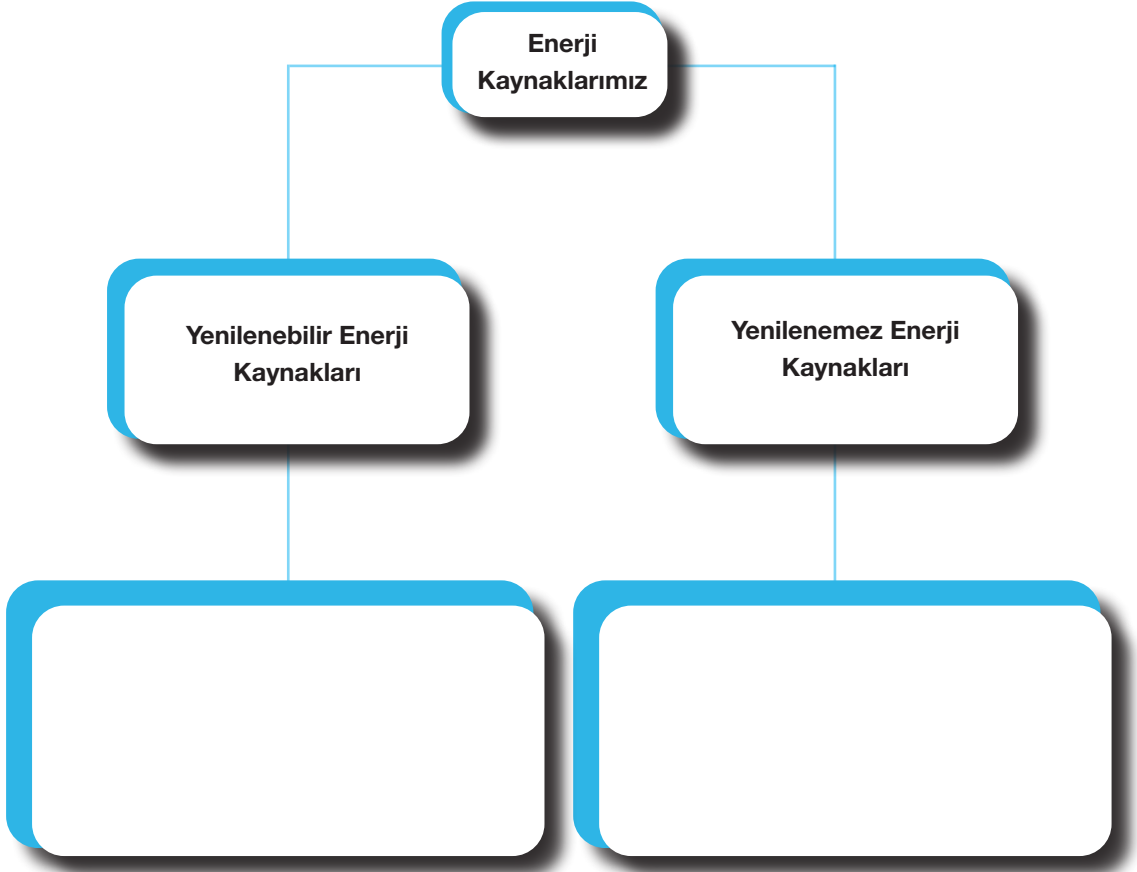 Enerji
Kaynaklarımız
Yenilenebilir Enerji
Kaynakları
Yenilenemez Enerji
Kaynakları